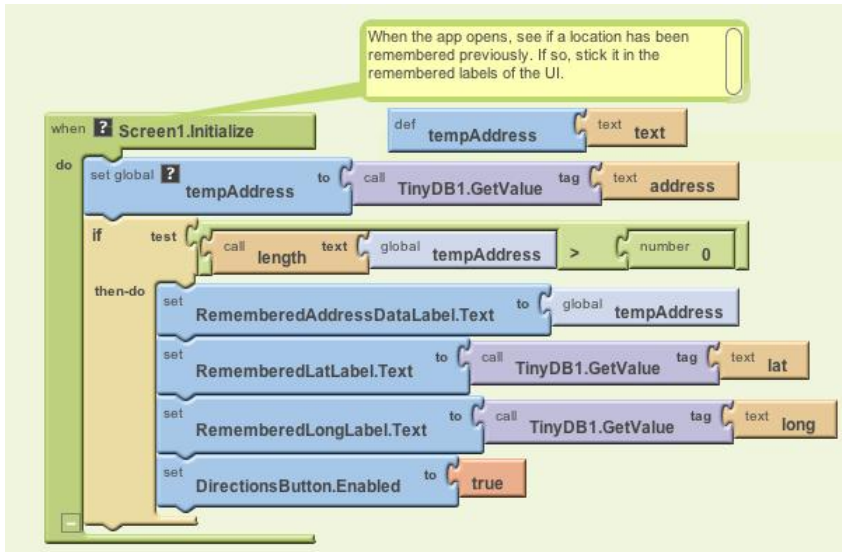 When the app opens, see if a location has been
remembered previously. If so, stick it in the
remembered labels of the UI.
when ? Screen1.Initialize
def tempAddress text text
do
set global ? tempAddress to call TinyDB1.GetValue tag text address
if test call length text global tempAddress > number 0
then-do
set RememberedAddressDataLabel.Text to global tempAddress
set RememberedLatLabel.Text to call TinyDB1.GetValue tag text lat
set RememberedLongLabel.Text to call TinyDB1.GetValue tag text long
set DirectionsButton.Enabled to true